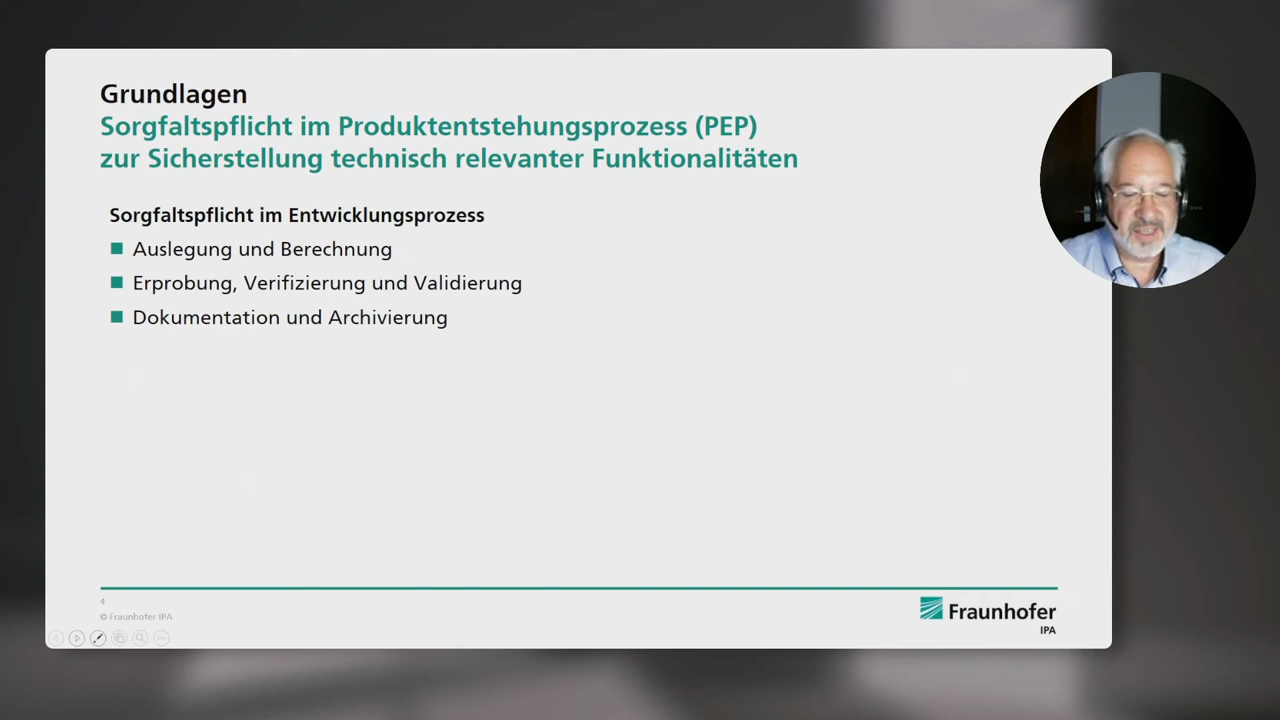 Grundlagen
Sorgfaltspflicht im Produktentstehungsprozess (PEP)
zur Sicherstellung technisch relevanter Funktionalitäten
Sorgfaltspflicht im Entwicklungsprozess
Auslegung und Berechnung
Erprobung, Verifizierung und Validierung
Dokumentation und Archivierung
4
© Fraunhofer IPA
Fraunhofer
IPA